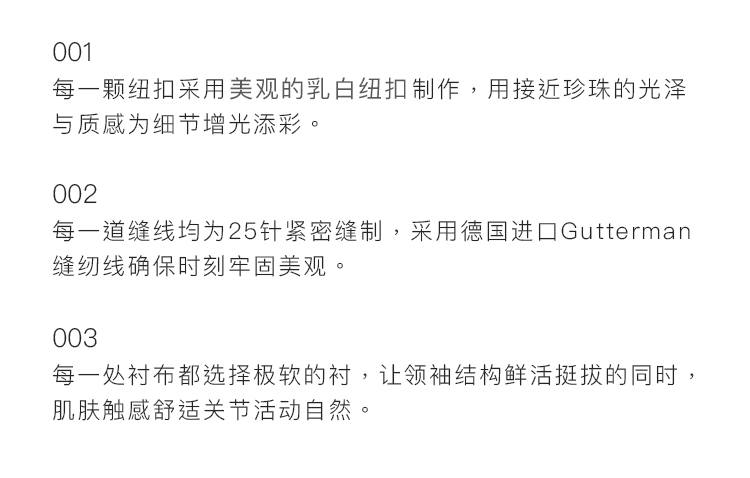 001
每一颗纽扣采用美观的乳白纽扣制作，用接近珍珠的光泽
与质感为细节增光添彩。
002
每一道缝线均为25针紧密缝制，采用德国进口Gutterman
缝纫线确保时刻牢固美观。
003
每一处衬布都选择极软的衬，让领袖结构鲜活挺拔的同时，
肌肤触感舒适关节活动自然。